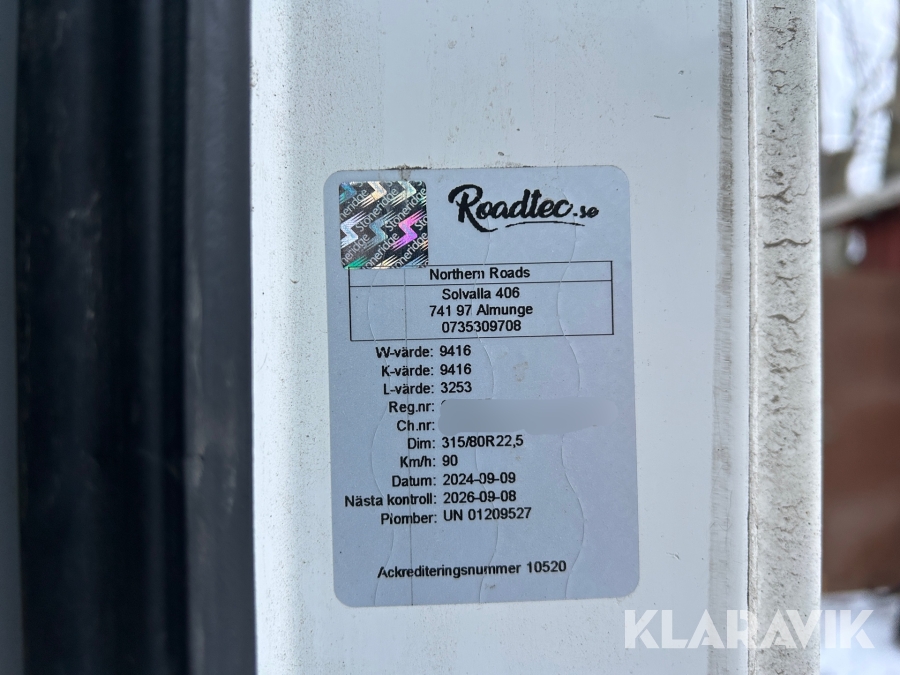 Stoneridge
Roadtec.se
Northern Roads
Solvalla 406
741 97 Almunge
0735309708
W-värde: 9416
K-värde: 9416
L-värde: 3253
Reg.nr:
Ch.nr:
Dim: 315/80R22,5
Km/h: 90
Datum: 2024-09-09
Nästa kontroll: 2026-09-08
Plomber: UN 01209527
Ackrediteringsnummer 10520
KLARAVIK